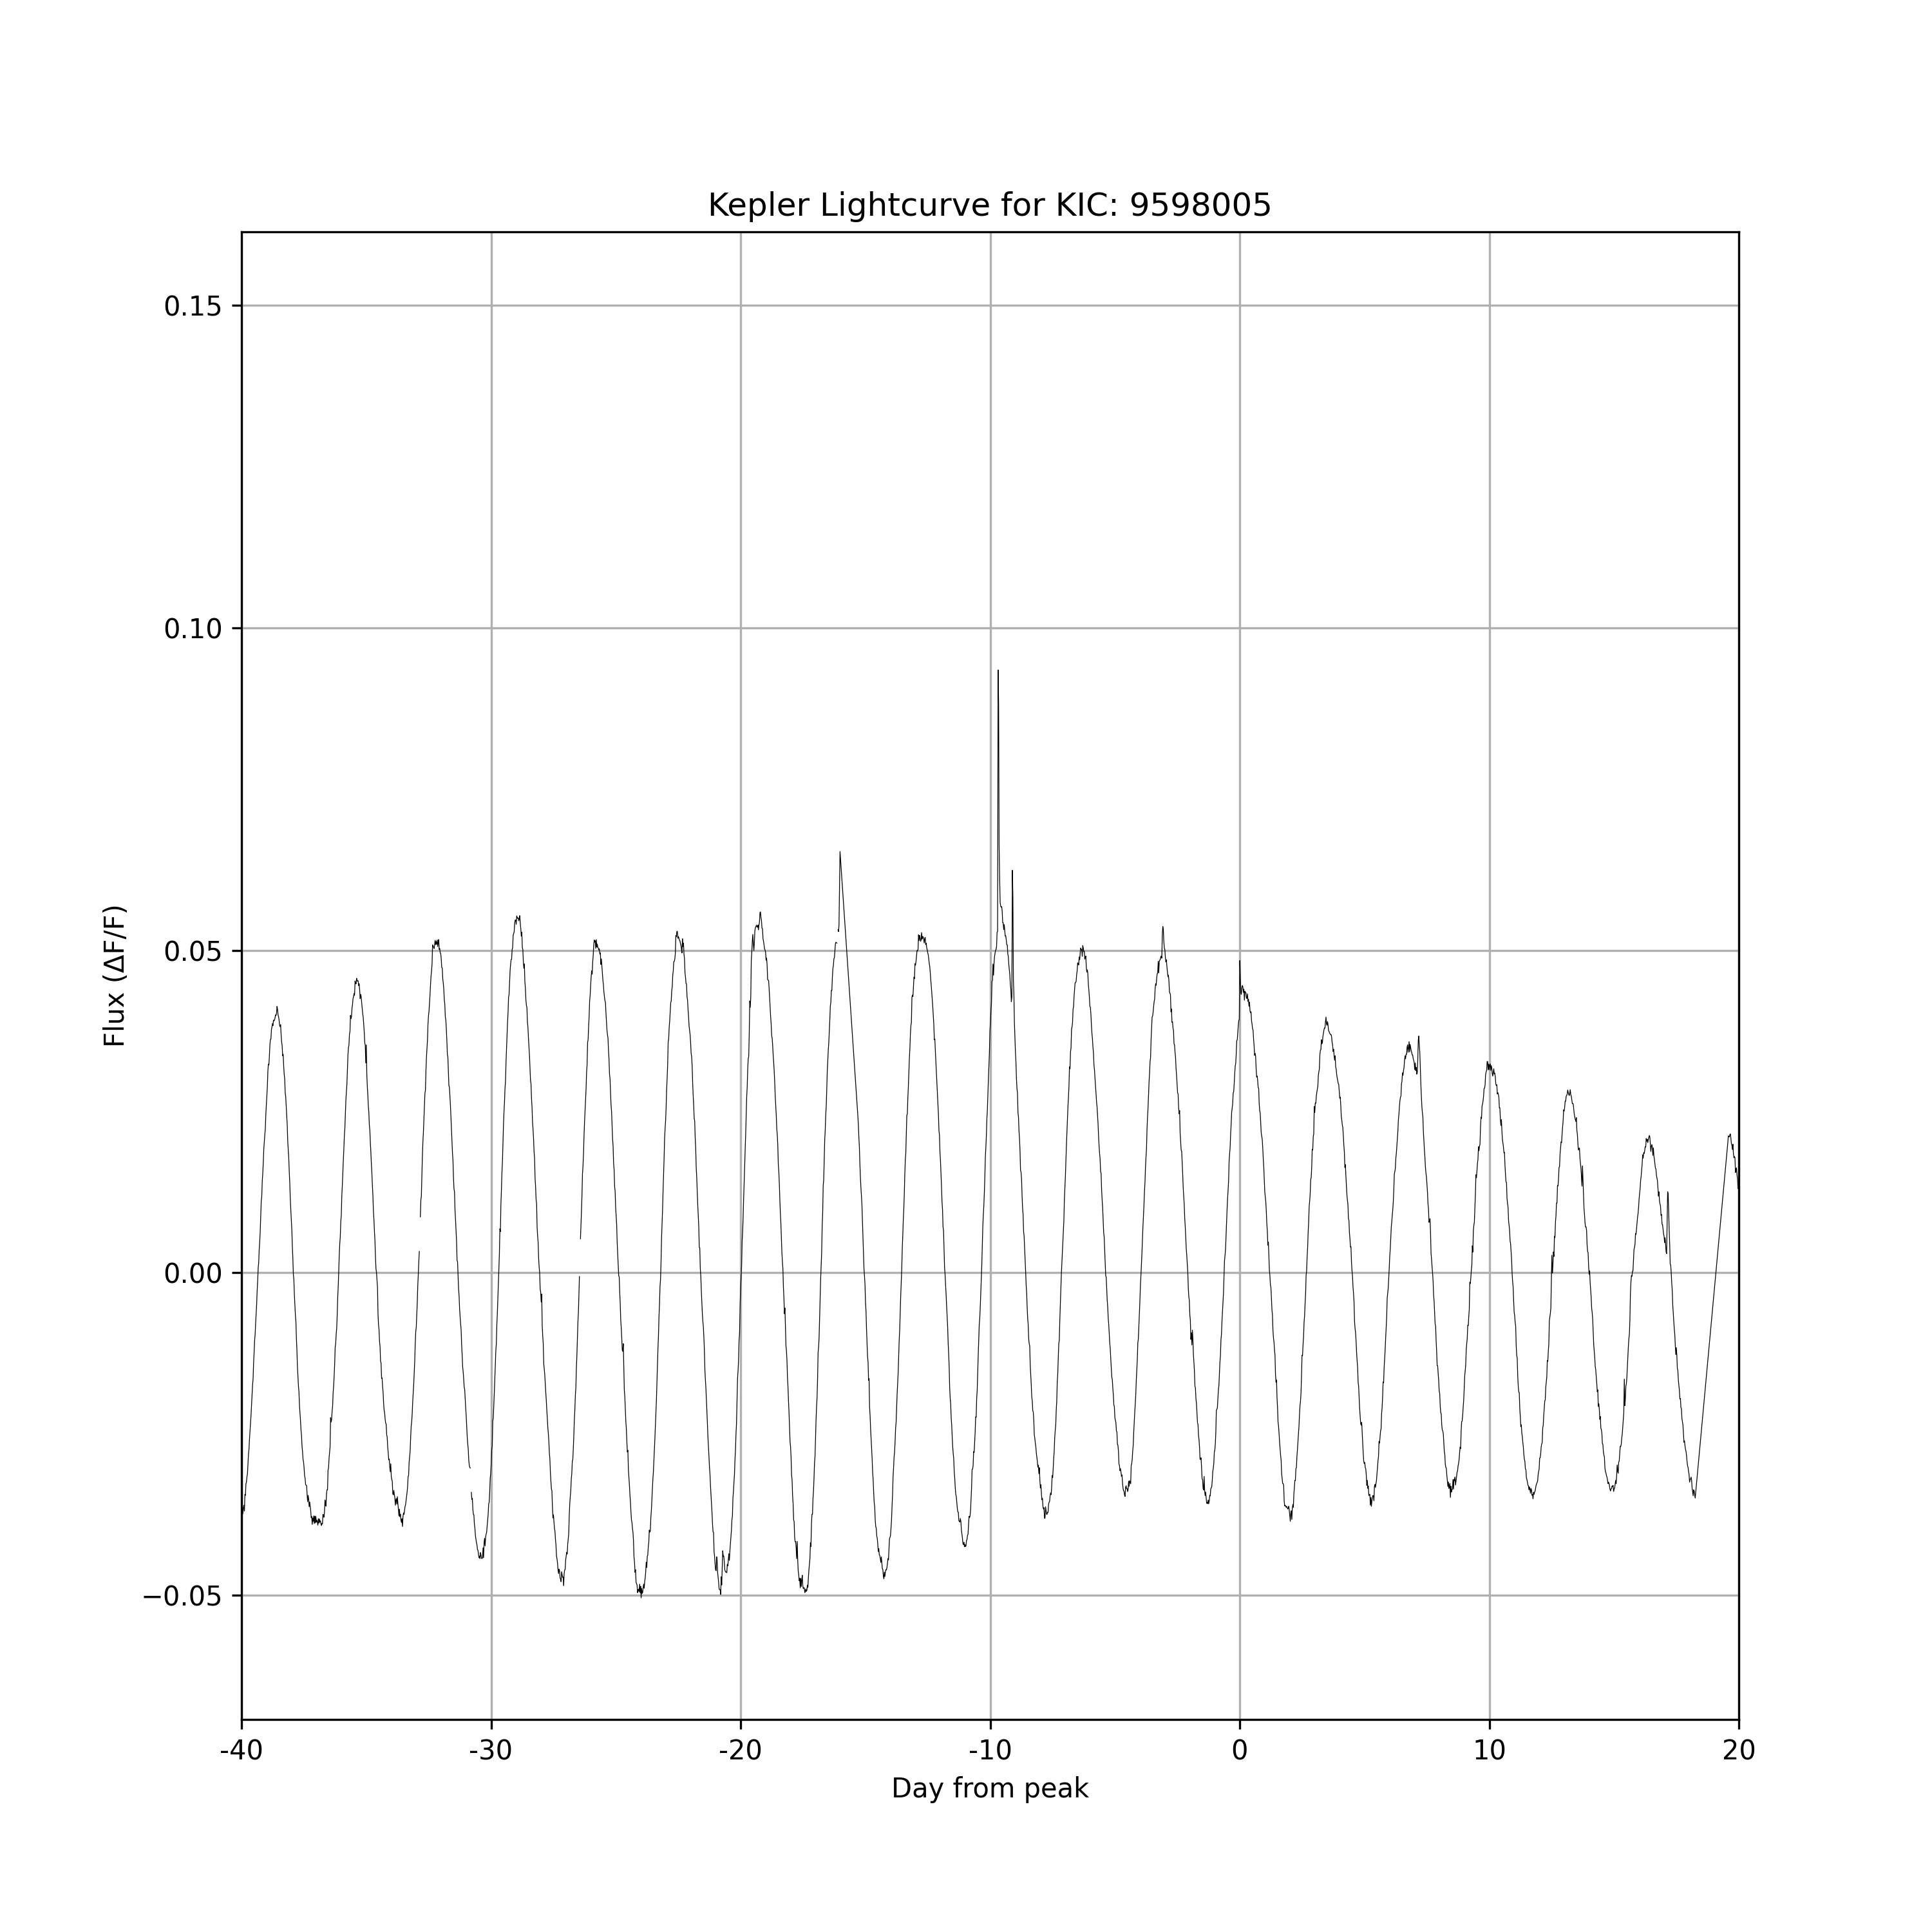 Kepler Lightcurve for KIC: 9598005
0.15
0.10
0.05
0.00
−0.05
Flux (ΔF/F)
-40 -30 -20 -10 0 10 20
Day from peak